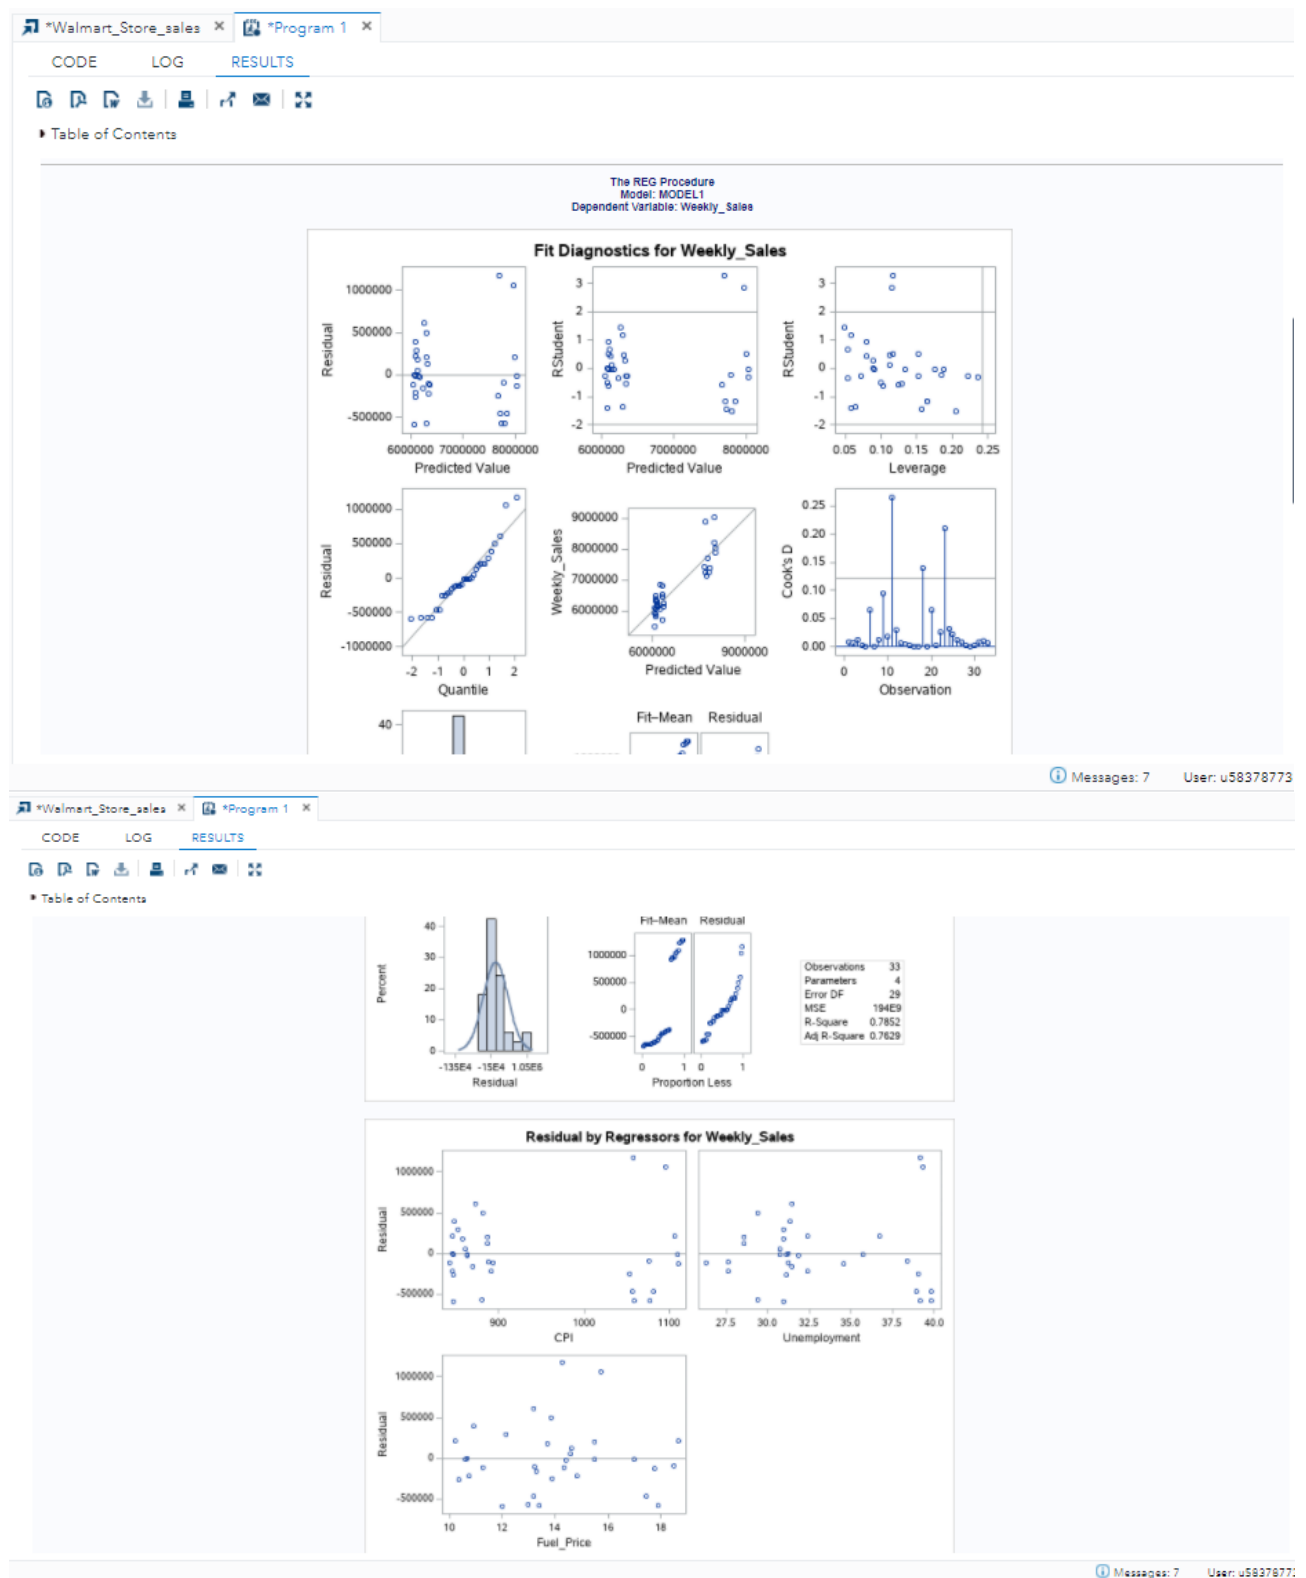 *Walmart_Store_sales × *Program 1 ×
CODE LOG RESULTS
Table of Contents
The REG Procedure
Model: MODEL1
Dependent Variable: Weekly_Sales
Fit Diagnostics for Weekly_Sales
Residual
1000000
500000
0
-500000
6000000 7000000 8000000
Predicted Value
RStudent
3
2
1
0
-1
-2
6000000 7000000 8000000
Predicted Value
RStudent
3
2
1
0
-1
-2
0.05 0.10 0.15 0.20 0.25
Leverage
Residual
1000000
500000
0
-500000
-1000000
-2 -1 0 1 2
Quantile
Weekly_Sales
9000000
8000000
7000000
6000000
6000000 9000000
Predicted Value
Cook's D
0.25
0.20
0.15
0.10
0.05
0.00
0 10 20 30
Observation
40
Fit–Mean Residual
Messages: 7 User: u58378773
*Walmart_Store_sales × *Program 1 ×
CODE LOG RESULTS
Table of Contents
Percent
40
30
20
10
0
-135E4 -15E4 1.05E6
Residual
Fit–Mean Residual
1000000
500000
0
-500000
0 1 0 1
Proportion Less
Observations 33
Parameters 4
Error DF 29
MSE 194E9
R-Square 0.7852
Adj R-Square 0.7629
Residual by Regressors for Weekly_Sales
Residual
1000000
500000
0
-500000
900 1000 1100
CPI
27.5 30.0 32.5 35.0 37.5 40.0
Unemployment
Residual
1000000
500000
0
-500000
10 12 14 16 18
Fuel_Price
Messages: 7 User: u5837877